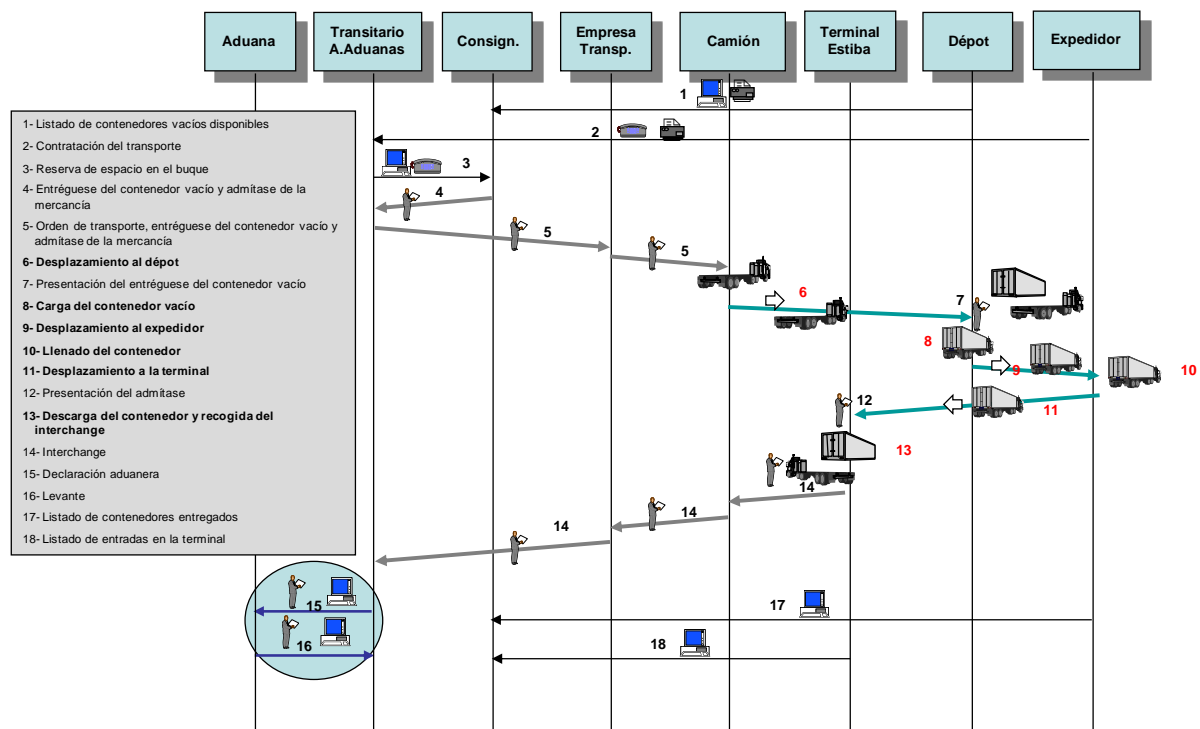 Aduana
Transitario
A.Aduanas
Consign.
Empresa
Transp.
Camión
Terminal
Estiba
Dépot
Expedidor
1- Listado de contenedores vacíos disponibles
2- Contratación del transporte
3- Reserva de espacio en el buque
4- Entréguese del contenedor vacío y admítase de la
mercancía
5- Orden de transporte, entréguese del contenedor vacío y
admítase de la mercancía
6- Desplazamiento al dépot
7- Presentación del entréguese del contenedor vacío
8- Carga del contenedor vacío
9- Desplazamiento al expedidor
10- Llenado del contenedor
11- Desplazamiento a la terminal
12- Presentación del admítase
13- Descarga del contenedor y recogida del
interchange
14- Interchange
15- Declaración aduanera
16- Levante
17- Listado de contenedores entregados
18- Listado de entradas en la terminal
1
2
3
4
5
5
6
7
8
9
10
11
12
13
14
14
14
15
16
17
18